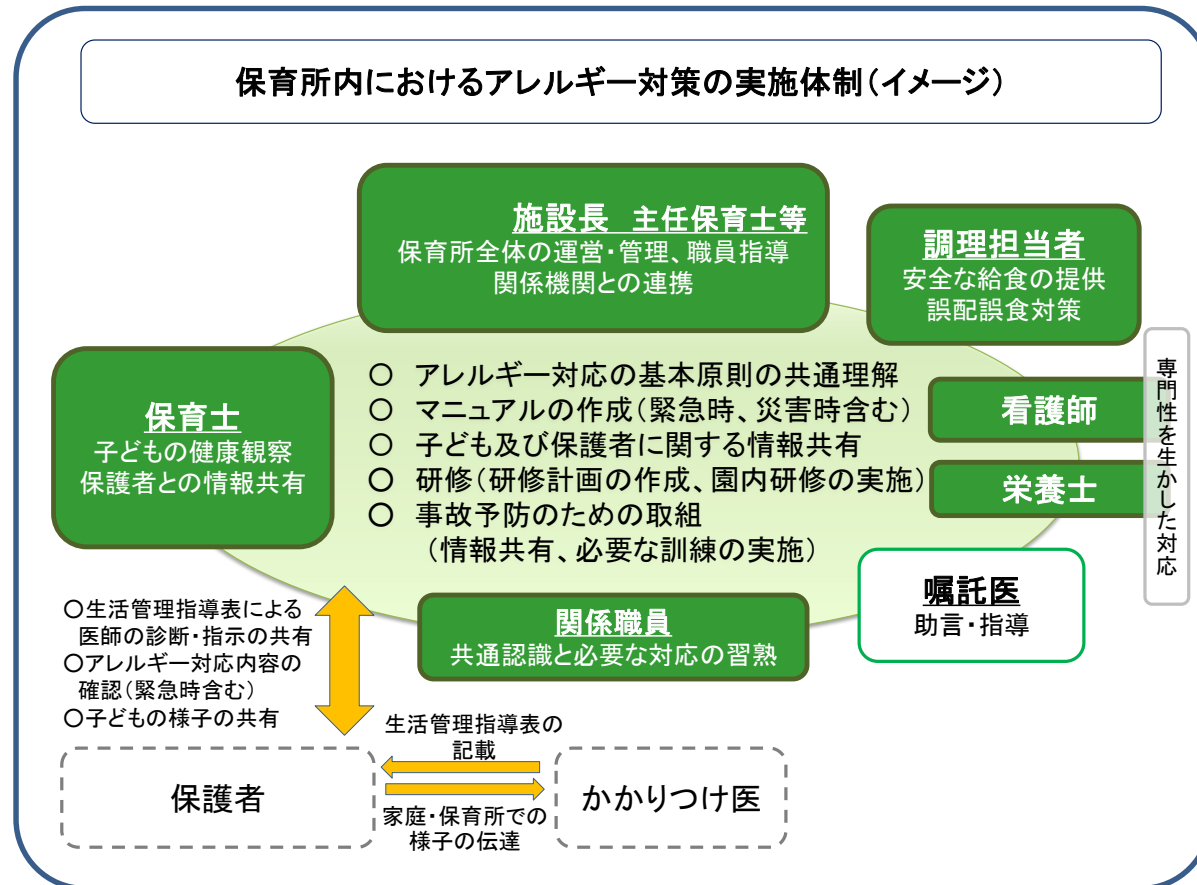 保育所内におけるアレルギー対策の実施体制（イメージ）
施設長　主任保育士等
保育所全体の運営・管理、職員指導
関係機関との連携
調理担当者
安全な給食の提供
誤配誤食対策
保育士
子どもの健康観察
保護者との情報共有
○ アレルギー対応の基本原則の共通理解
○ マニュアルの作成（緊急時、災害時含む）
○ 子ども及び保護者に関する情報共有
○ 研修（研修計画の作成、園内研修の実施）
○ 事故予防のための取組
（情報共有、必要な訓練の実施）
看護師
栄養士
専門性を生かした対応
嘱託医
助言・指導
関係職員
共通認識と必要な対応の習熟
○生活管理指導表による
医師の診断・指示の共有
○アレルギー対応内容の
確認（緊急時含む）
○子どもの様子の共有
生活管理指導表の
記載
保護者
かかりつけ医
家庭・保育所での
様子の伝達